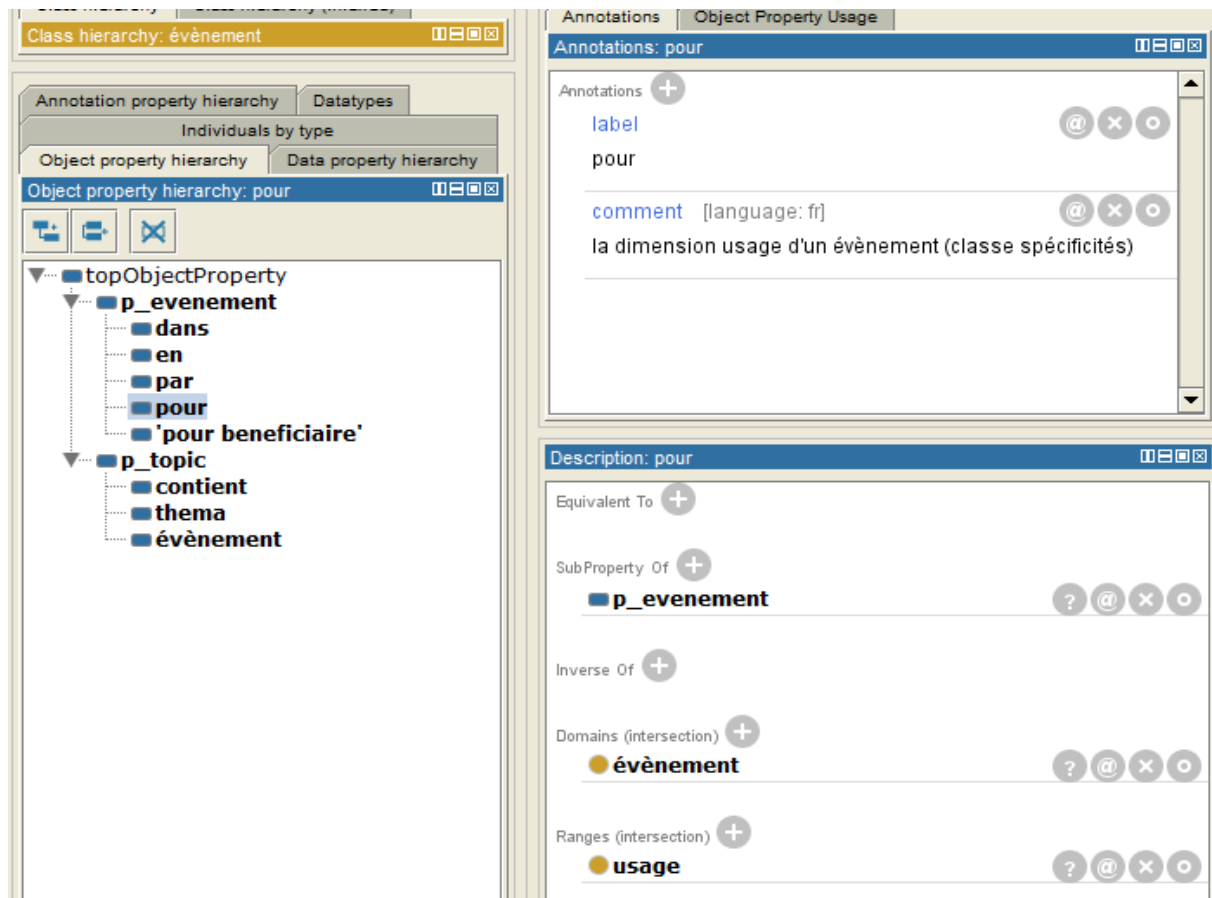 Class hierarchy: évènement
Annotation property hierarchy
Datatypes
Individuals by type
Object property hierarchy
Data property hierarchy
Object property hierarchy: pour
topObjectProperty
p_evenement
dans
en
par
pour
'pour beneficiaire'
p_topic
contient
thema
évènement
Annotations
Object Property Usage
Annotations: pour
Annotations
label
pour
comment [language: fr]
la dimension usage d'un évènement (classe spécificités)
Description: pour
Equivalent To
SubProperty Of
p_evenement
Inverse Of
Domains (intersection)
évènement
Ranges (intersection)
usage